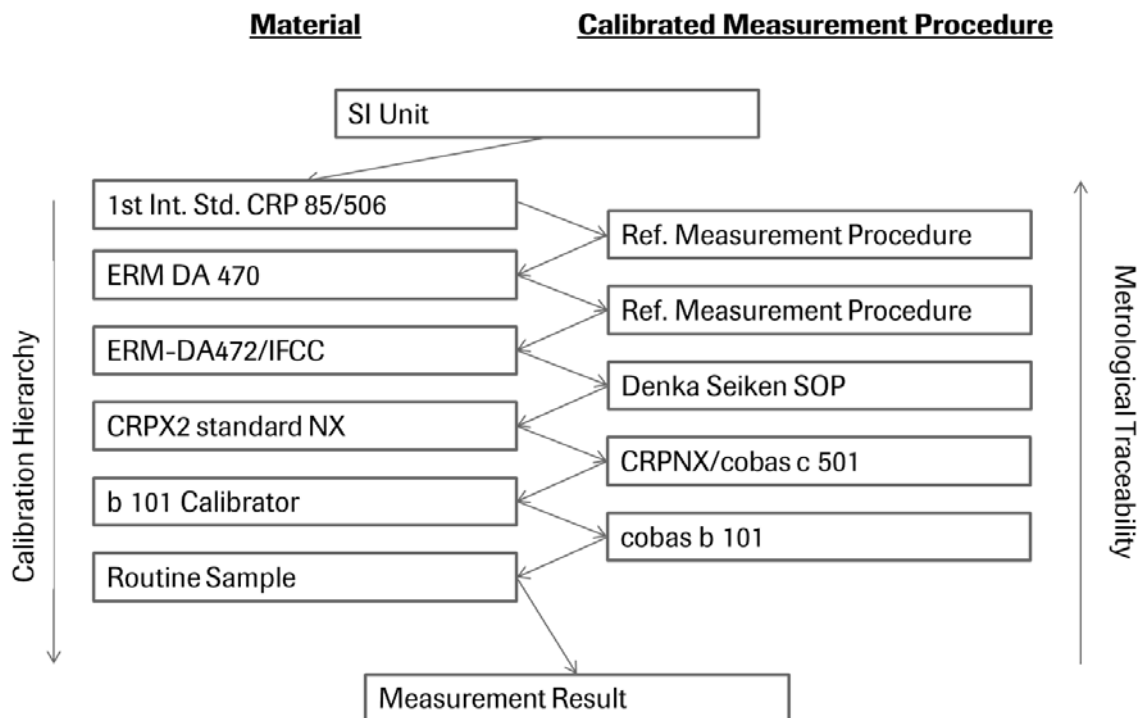 Material
Calibrated Measurement Procedure
SI Unit
1st Int. Std. CRP 85/506
Ref. Measurement Procedure
ERM DA 470
Ref. Measurement Procedure
ERM-DA472/IFCC
Denka Seiken SOP
CRPX2 standard NX
CRPNX/cobas c 501
b 101 Calibrator
cobas b 101
Routine Sample
Measurement Result
Calibration Hierarchy
Metrological Traceability